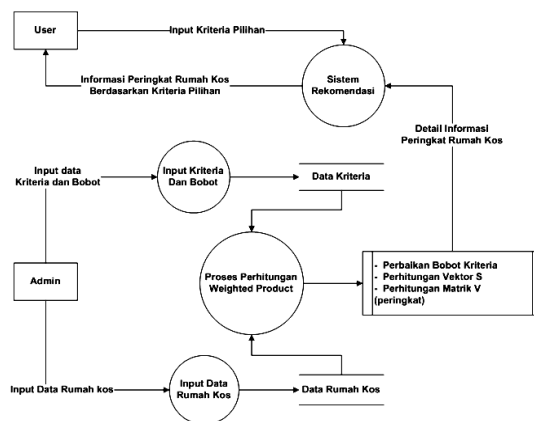 User
Input Kriteria Pilihan
Sistem
Rekomendasi
Informasi Peringkat Rumah Kos
Berdasarkan Kriteria Pilihan
Detail Informasi
Peringkat Rumah Kos
Input data
Kriteria dan Bobot
Input Kriteria
Dan Bobot
Data Kriteria
Admin
Proses Perhitungan
Weighted Product
- Perbaikan Bobot Kriteria
- Perhitungan Vektor S
- Perhitungan Matrik V
(peringkat)
Input Data Rumah kos
Input Data
Rumah Kos
Data Rumah Kos